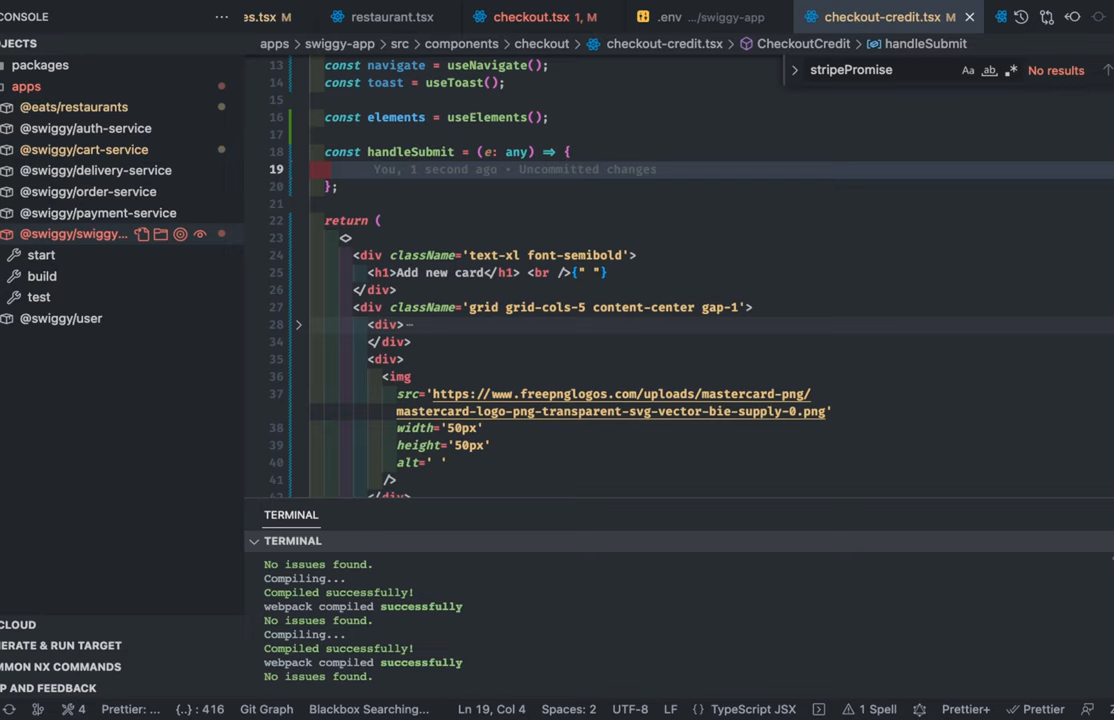 CONSOLE ··· es.tsx M restaurant.tsx checkout.tsx 1, M .env .../swiggy-app checkout-credit.tsx M
OJECTS
apps > swiggy-app > src > components > checkout > checkout-credit.tsx > CheckoutCredit > handleSubmit
packages
apps
@eats/restaurants
@swiggy/auth-service
@swiggy/cart-service
@swiggy/delivery-service
@swiggy/order-service
@swiggy/payment-service
@swiggy/swiggy...
start
build
test
@swiggy/user
CLOUD
ERATE & RUN TARGET
MMON NX COMMANDS
P AND FEEDBACK
stripePromise Aa ab .* No results
13 const navigate = useNavigate();
14 const toast = useToast();
15
16 const elements = useElements();
17
18 const handleSubmit = (e: any) => {
19 You, 1 second ago • Uncommitted changes
20 };
21
22 return (
23 <>
24 <div className='text-xl font-semibold'>
25 <h1>Add new card</h1> <br />{" "}
26 </div>
27 <div className='grid grid-cols-5 content-center gap-1'>
28 <div>···
34 </div>
35 <div>
36 <img
37 src='https://www.freepnglogos.com/uploads/mastercard-png/
mastercard-logo-png-transparent-svg-vector-bie-supply-0.png'
38 width='50px'
39 height='50px'
40 alt=' '
41 />
42 </div>
TERMINAL
TERMINAL
No issues found.
Compiling...
Compiled successfully!
webpack compiled successfully
No issues found.
Compiling...
Compiled successfully!
webpack compiled successfully
No issues found.
4 Prettier: ... {..} : 416 Git Graph Blackbox Searching... Ln 19, Col 4 Spaces: 2 UTF-8 LF {} TypeScript JSX 1 Spell Prettier+ Prettier